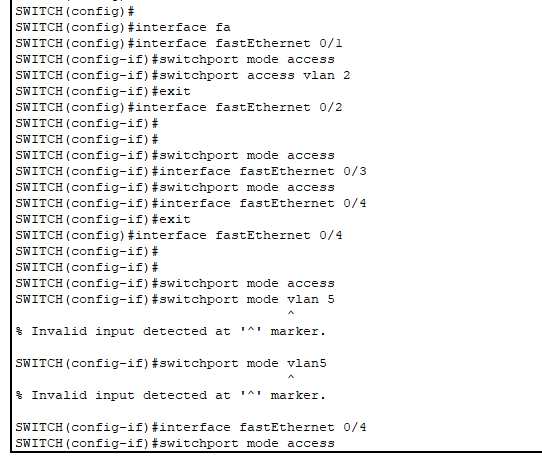 SWITCH(config)#
SWITCH(config)#interface fa
SWITCH(config)#interface fastEthernet 0/1
SWITCH(config-if)#switchport mode access
SWITCH(config-if)#switchport access vlan 2
SWITCH(config-if)#exit
SWITCH(config)#interface fastEthernet 0/2
SWITCH(config-if)#
SWITCH(config-if)#
SWITCH(config-if)#switchport mode access
SWITCH(config-if)#interface fastEthernet 0/3
SWITCH(config-if)#switchport mode access
SWITCH(config-if)#interface fastEthernet 0/4
SWITCH(config-if)#exit
SWITCH(config)#interface fastEthernet 0/4
SWITCH(config-if)#
SWITCH(config-if)#
SWITCH(config-if)#switchport mode access
SWITCH(config-if)#switchport mode vlan 5
^
% Invalid input detected at '^' marker.
SWITCH(config-if)#switchport mode vlan5
^
% Invalid input detected at '^' marker.
SWITCH(config-if)#interface fastEthernet 0/4
SWITCH(config-if)#switchport mode access